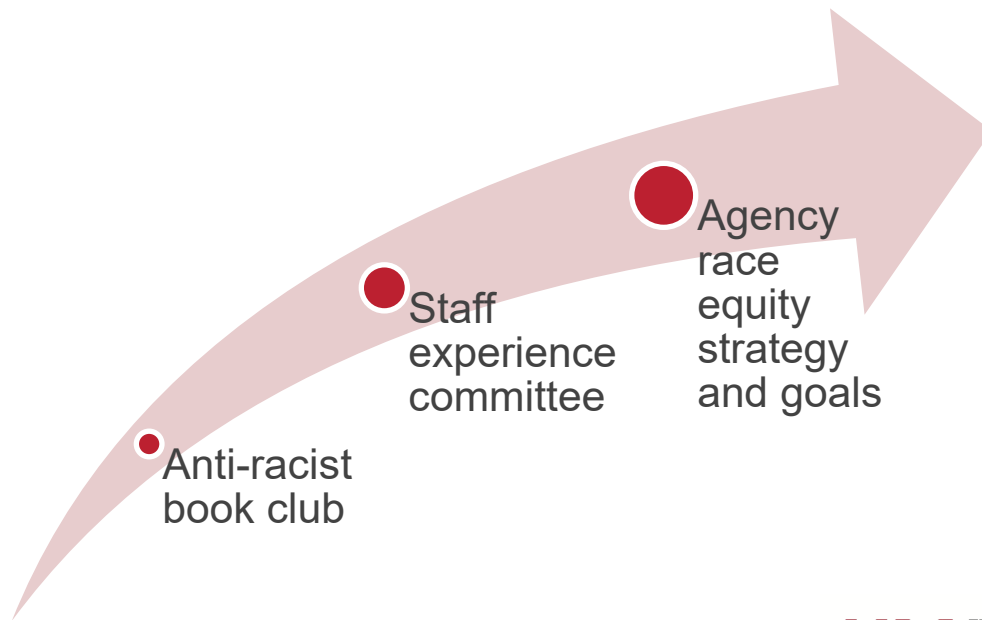 Agency
race
equity
strategy
and goals
Staff
experience
committee
Anti-racist
book club